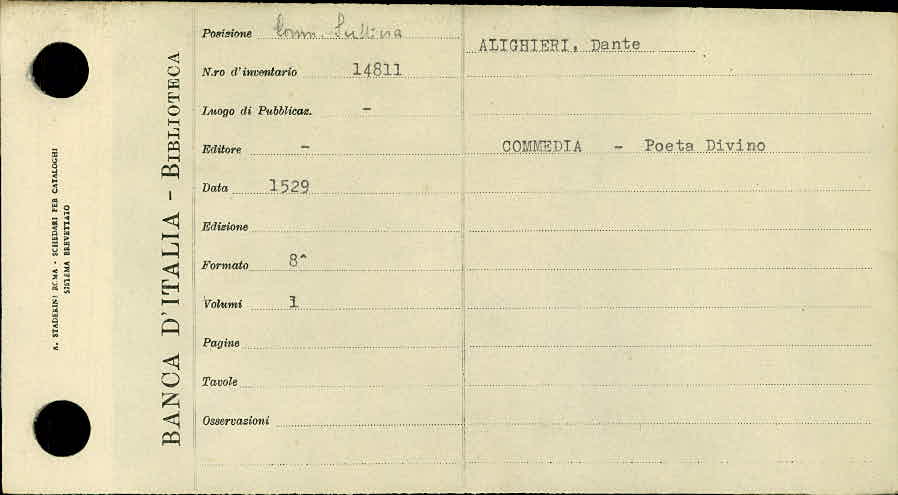 A. STADERINI ROMA - SCHEDARI PER CATALOGHI
SISTEMA BREVETTATO
BANCA D'ITALIA - BIBLIOTECA
Posizione
N.ro d'inventario 14811
Luogo di Pubblicaz. -
Editore -
Data 1529
Edizione
Formato 8^
Volumi 1
Pagine
Tavole
Osservazioni
ALIGHIERI, Dante
COMMEDIA - Poeta Divino